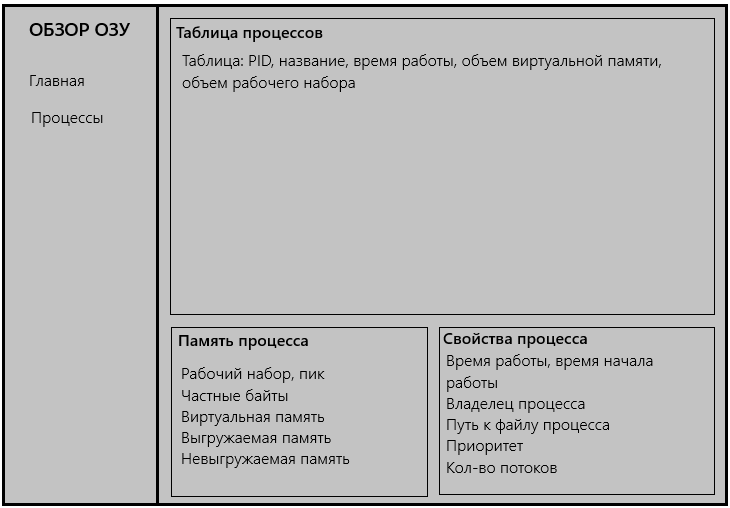 ОБЗОР ОЗУ
Главная
Процессы
Таблица процессов
Таблица: PID, название, время работы, объем виртуальной памяти,
объем рабочего набора
Память процесса
Рабочий набор, пик
Частные байты
Виртуальная память
Выгружаемая память
Невыгружаемая память
Свойства процесса
Время работы, время начала
работы
Владелец процесса
Путь к файлу процесса
Приоритет
Кол-во потоков